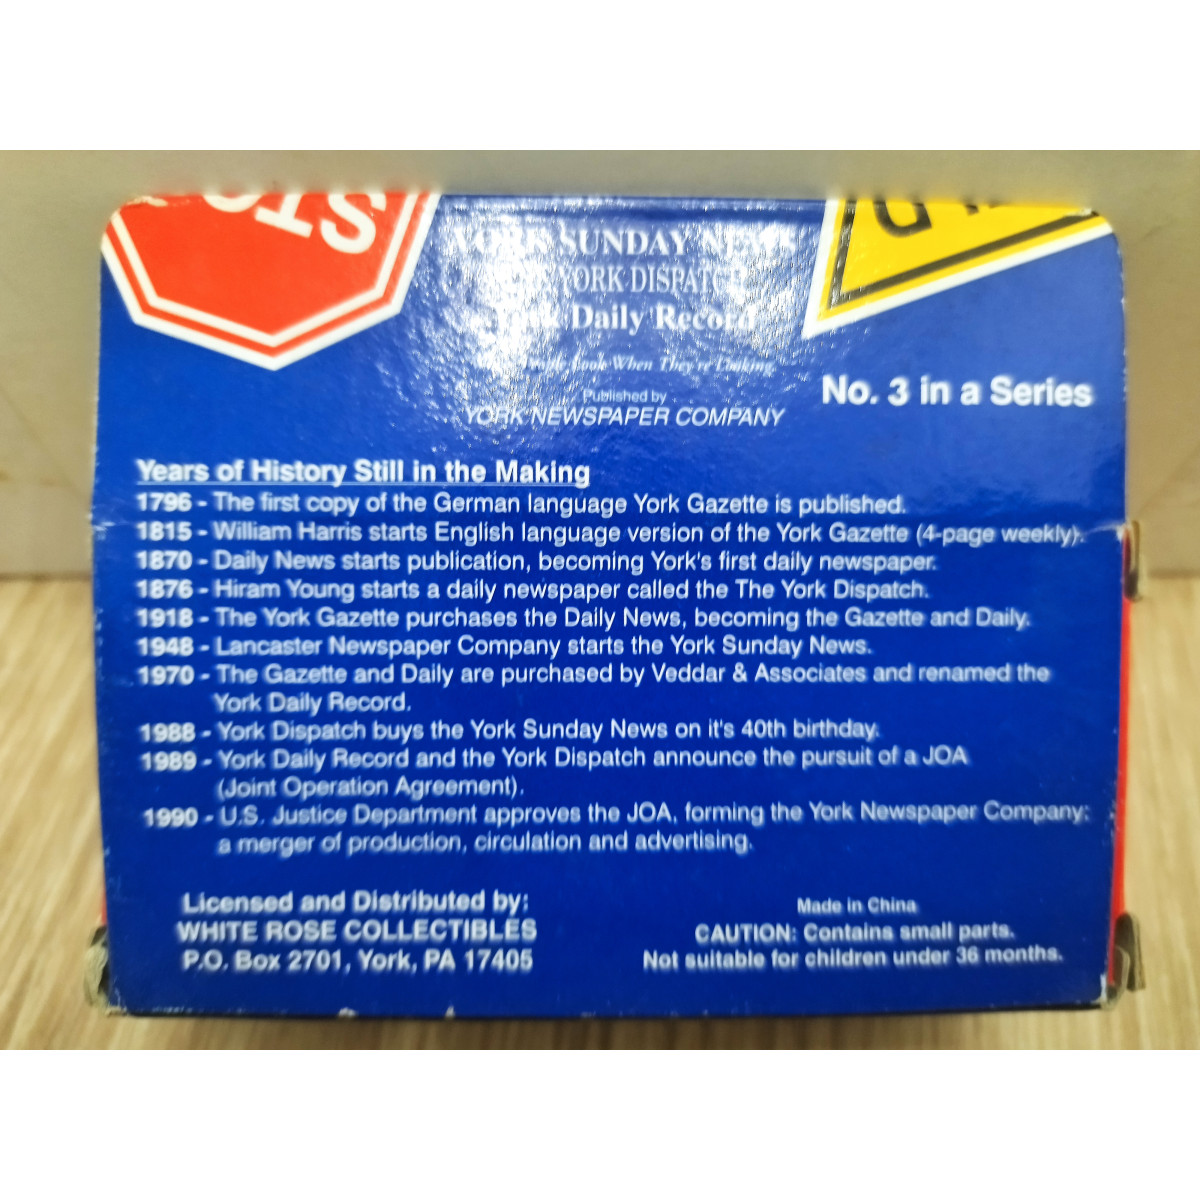 STO
LD
YORK SUNDAY NEWS
YORK DISPATCH
York Daily Record
People Look When They're Looking
Published by
YORK NEWSPAPER COMPANY
No. 3 in a Series
Years of History Still in the Making
1796 - The first copy of the German language York Gazette is published.
1815 - William Harris starts English language version of the York Gazette (4-page weekly).
1870 - Daily News starts publication, becoming York's first daily newspaper.
1876 - Hiram Young starts a daily newspaper called the The York Dispatch.
1918 - The York Gazette purchases the Daily News, becoming the Gazette and Daily.
1948 - Lancaster Newspaper Company starts the York Sunday News.
1970 - The Gazette and Daily are purchased by Veddar & Associates and renamed the
York Daily Record.
1988 - York Dispatch buys the York Sunday News on it's 40th birthday.
1989 - York Daily Record and the York Dispatch announce the pursuit of a JOA
(Joint Operation Agreement).
1990 - U.S. Justice Department approves the JOA, forming the York Newspaper Company:
a merger of production, circulation and advertising.
Licensed and Distributed by:
WHITE ROSE COLLECTIBLES
P.O. Box 2701, York, PA 17405
Made in China
CAUTION: Contains small parts.
Not suitable for children under 36 months.